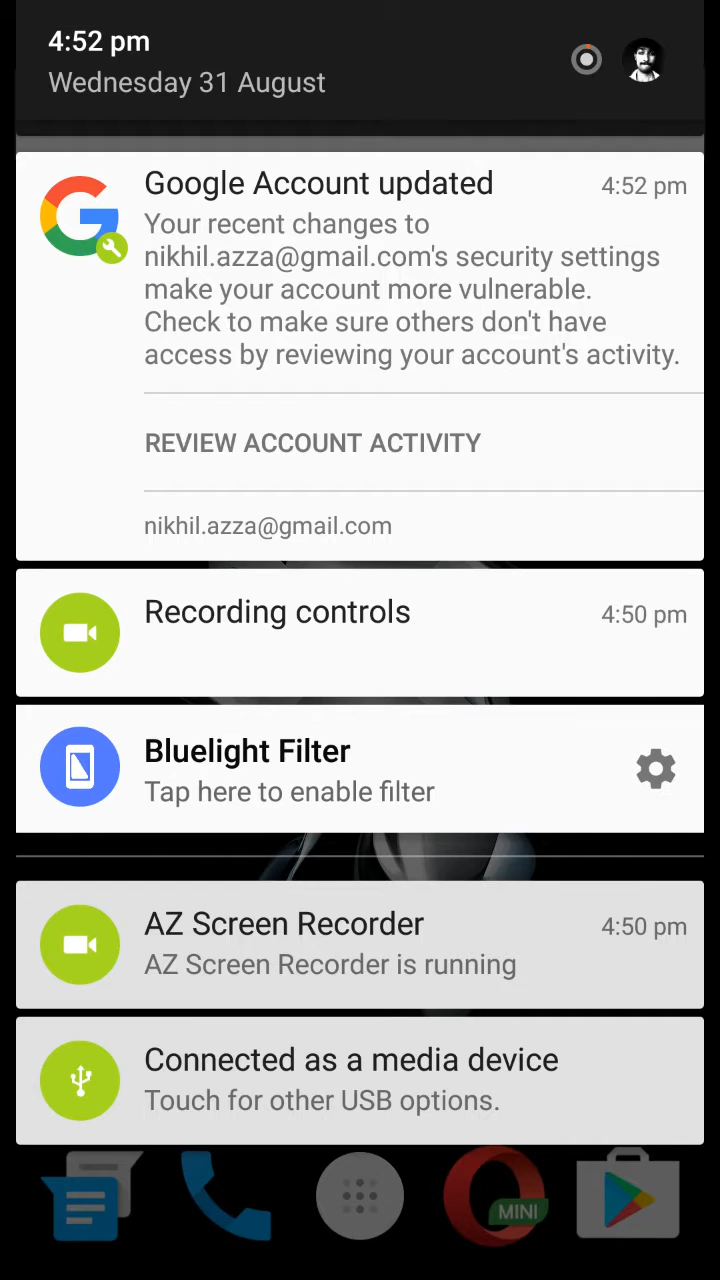 4:52 pm
Wednesday 31 August
Google Account updated 4:52 pm
Your recent changes to
nikhil.azza@gmail.com's security settings
make your account more vulnerable.
Check to make sure others don't have
access by reviewing your account's activity.
REVIEW ACCOUNT ACTIVITY
nikhil.azza@gmail.com
Recording controls 4:50 pm
Bluelight Filter
Tap here to enable filter
AZ Screen Recorder 4:50 pm
AZ Screen Recorder is running
Connected as a media device
Touch for other USB options.
MINI